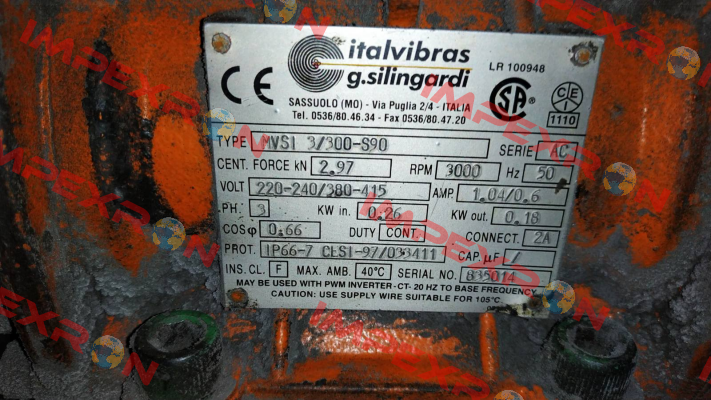 italvibras
g.silingardi
LR 100948
CE
SASSUOLO (MO) - Via Puglia 2/4 - ITALIA
Tel. 0536/80.46.34 - Fax 0536/80.47.20
SA
CEI
1110
TYPE MVSI 3/300-S90 SERIE AC
CENT. FORCE kN 2.97 RPM 3000 Hz 50
VOLT 220-240/380-415 AMP. 1.04/0.6
PH. 3 KW in. 0.26 KW out. 0.18
COSφ 0.66 DUTY CONT. CONNECT. 2A
PROT. IP66-7 CESI-97/033411 CAP. µF /
INS. CL. F MAX. AMB. 40°C SERIAL NO. 835014
MAY BE USED WITH PWM INVERTER -CT- 20 HZ TO BASE FREQUENCY
CAUTION: USE SUPPLY WIRE SUITABLE FOR 105°C.
IMPEXRON